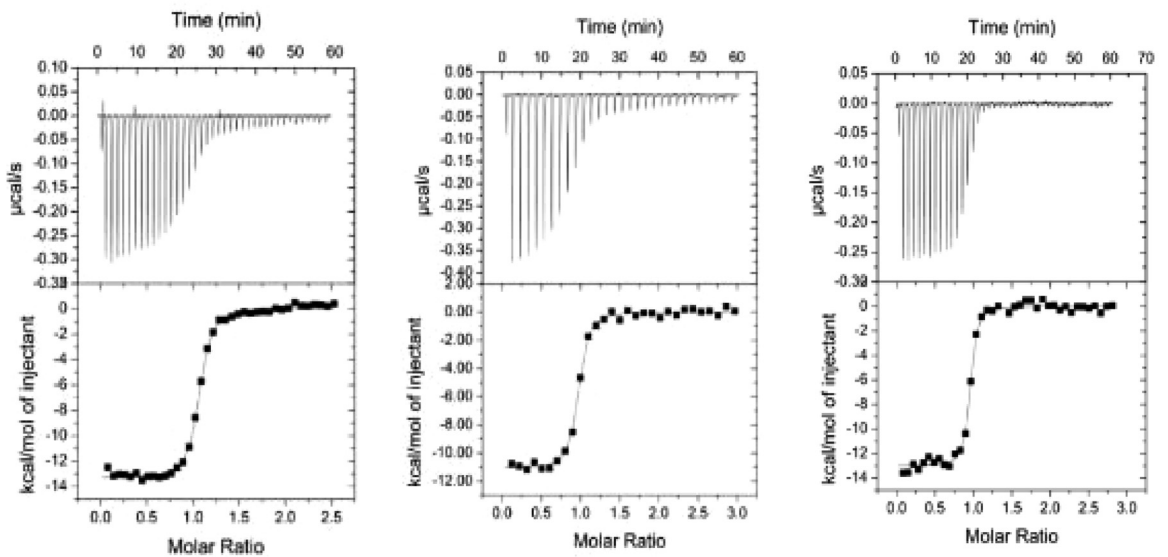 Time (min)
0 10 20 30 40 50 60
0.10
0.05
0.00
-0.05
-0.10
-0.15
-0.20
-0.25
-0.30
µcal/s
0
-2
-4
-6
-8
-10
-12
-14
kcal/mol of injectant
0.0 0.5 1.0 1.5 2.0 2.5
Molar Ratio
Time (min)
0 10 20 30 40 50 60
0.05
0.00
-0.05
-0.10
-0.15
-0.20
-0.25
-0.30
-0.35
-0.40
µcal/s
2.00
0.00
-2.00
-4.00
-6.00
-8.00
-10.00
-12.00
kcal/mol of injectant
0.0 0.5 1.0 1.5 2.0 2.5 3.0
Molar Ratio
Time (min)
0 10 20 30 40 50 60 70
0.05
0.00
-0.05
-0.10
-0.15
-0.20
-0.25
µcal/s
0
-2
-4
-6
-8
-10
-12
-14
kcal/mol of injectant
0.0 0.5 1.0 1.5 2.0 2.5 3.0
Molar Ratio